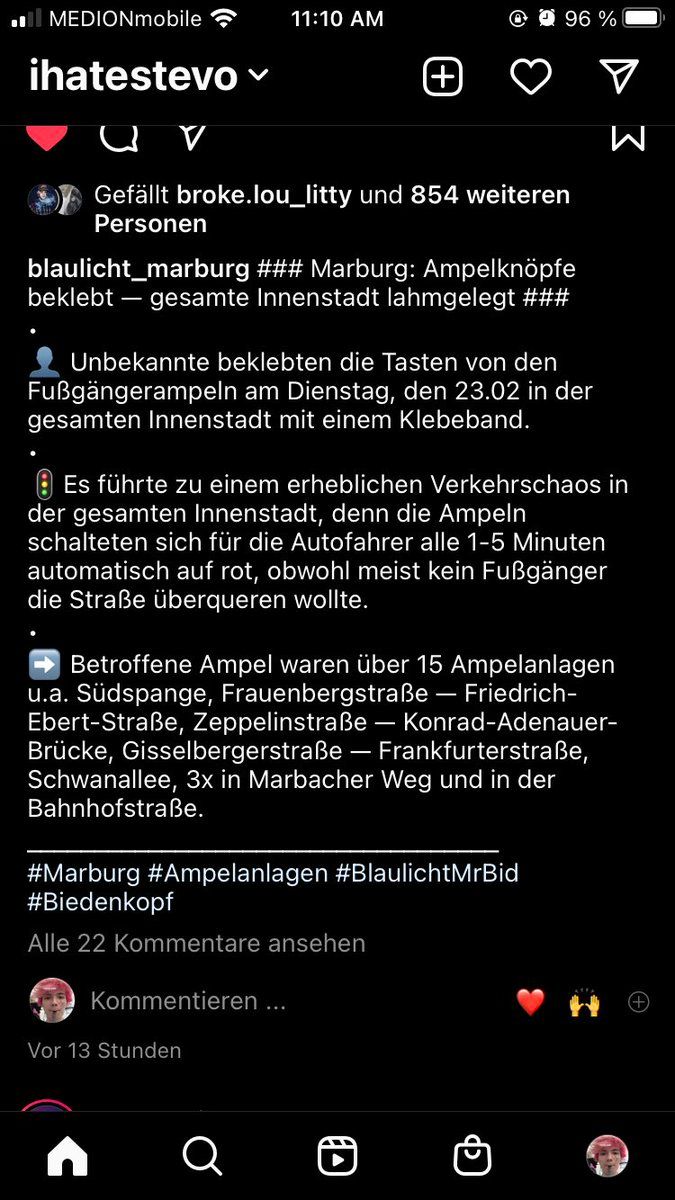 MEDIONmobile 11:10 AM 96 %
ihatestevo
Gefällt broke.lou_litty und 854 weiteren
Personen
blaulicht_marburg ### Marburg: Ampelknöpfe
beklebt — gesamte Innenstadt lahmgelegt ###
.
👤 Unbekannte beklebten die Tasten von den
Fußgängerampeln am Dienstag, den 23.02 in der
gesamten Innenstadt mit einem Klebeband.
.
🚦 Es führte zu einem erheblichen Verkehrschaos in
der gesamten Innenstadt, denn die Ampeln
schalteten sich für die Autofahrer alle 1-5 Minuten
automatisch auf rot, obwohl meist kein Fußgänger
die Straße überqueren wollte.
.
➡️ Betroffene Ampel waren über 15 Ampelanlagen
u.a. Südspange, Frauenbergstraße — Friedrich-
Ebert-Straße, Zeppelinstraße — Konrad-Adenauer-
Brücke, Gisselbergerstraße — Frankfurterstraße,
Schwanallee, 3x in Marbacher Weg und in der
Bahnhofstraße.
___________________________________
#Marburg #Ampelanlagen #BlaulichtMrBid
#Biedenkopf
Alle 22 Kommentare ansehen
Kommentieren ...
Vor 13 Stunden